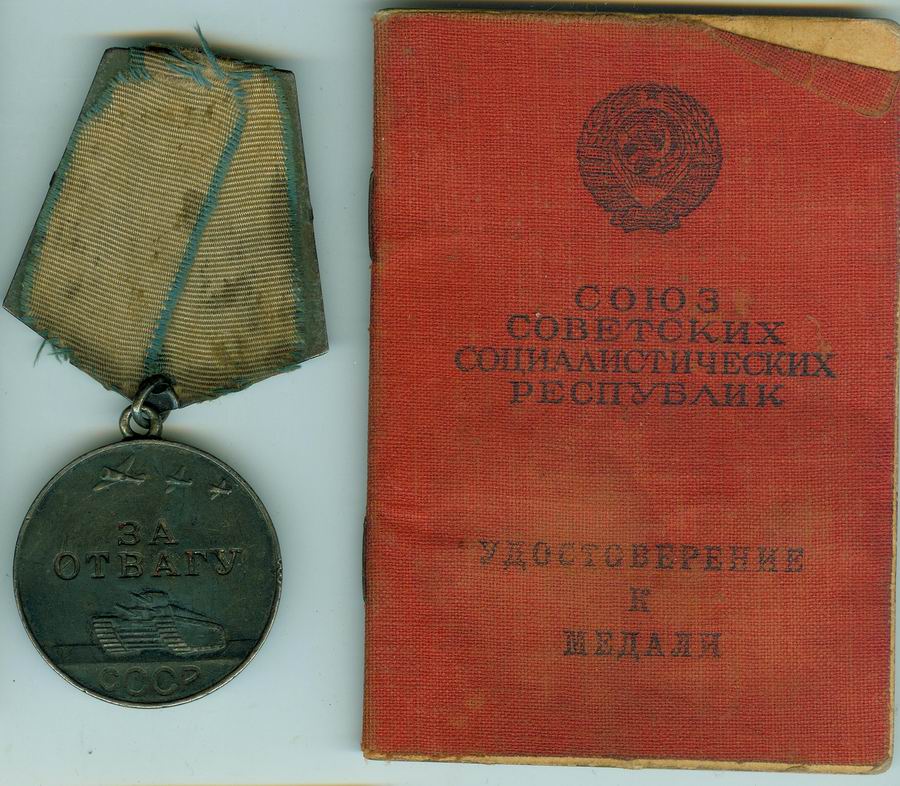 ЗА
ОТВАГУ
СССР
СОЮЗ
СОВЕТСКИХ
СОЦИАЛИСТИЧЕСКИХ
РЕСПУБЛИК
УДОСТОВЕРЕНИЕ
К
МЕДАЛИ